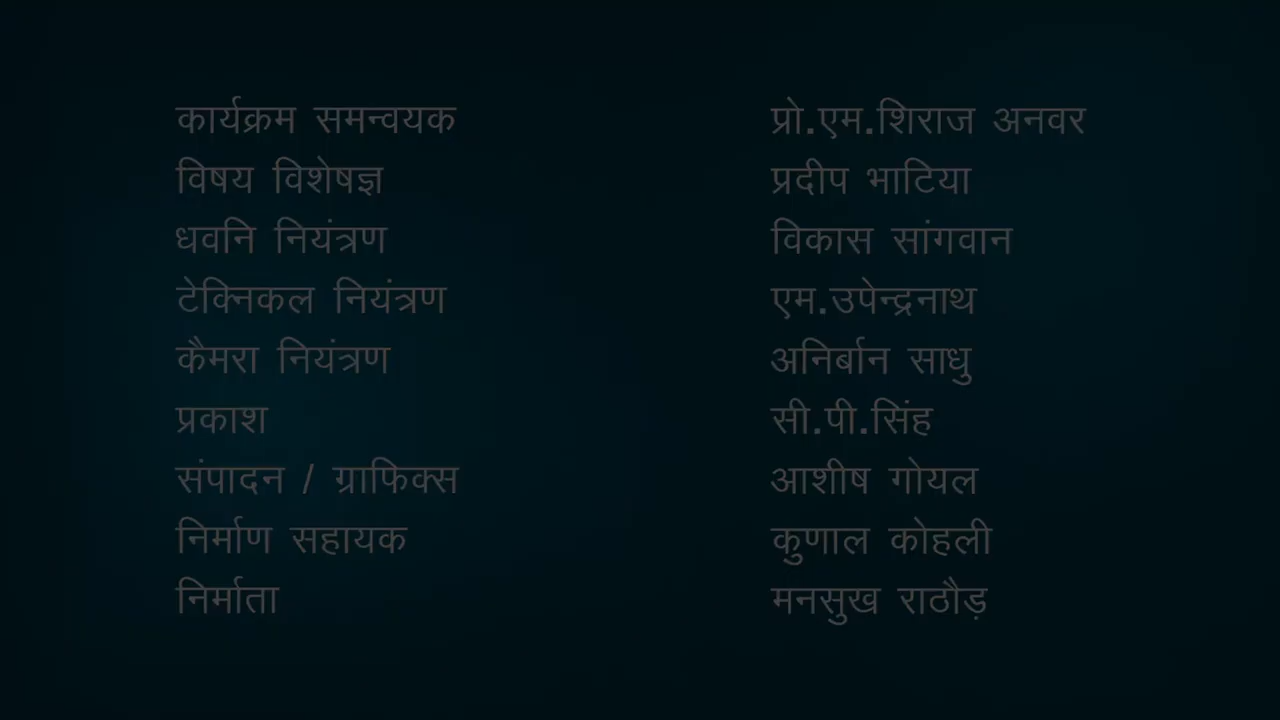 कार्यक्रम समन्वयक प्रो.एम.शिराज अनवर
विषय विशेषज्ञ प्रदीप भाटिया
धवनि नियंत्रण विकास सांगवान
टेक्निकल नियंत्रण एम.उपेन्द्रनाथ
कैमरा नियंत्रण अनिर्बान साधु
प्रकाश सी.पी.सिंह
संपादन / ग्राफिक्स आशीष गोयल
निर्माण सहायक कुणाल कोहली
निर्माता मनसुख राठौड़